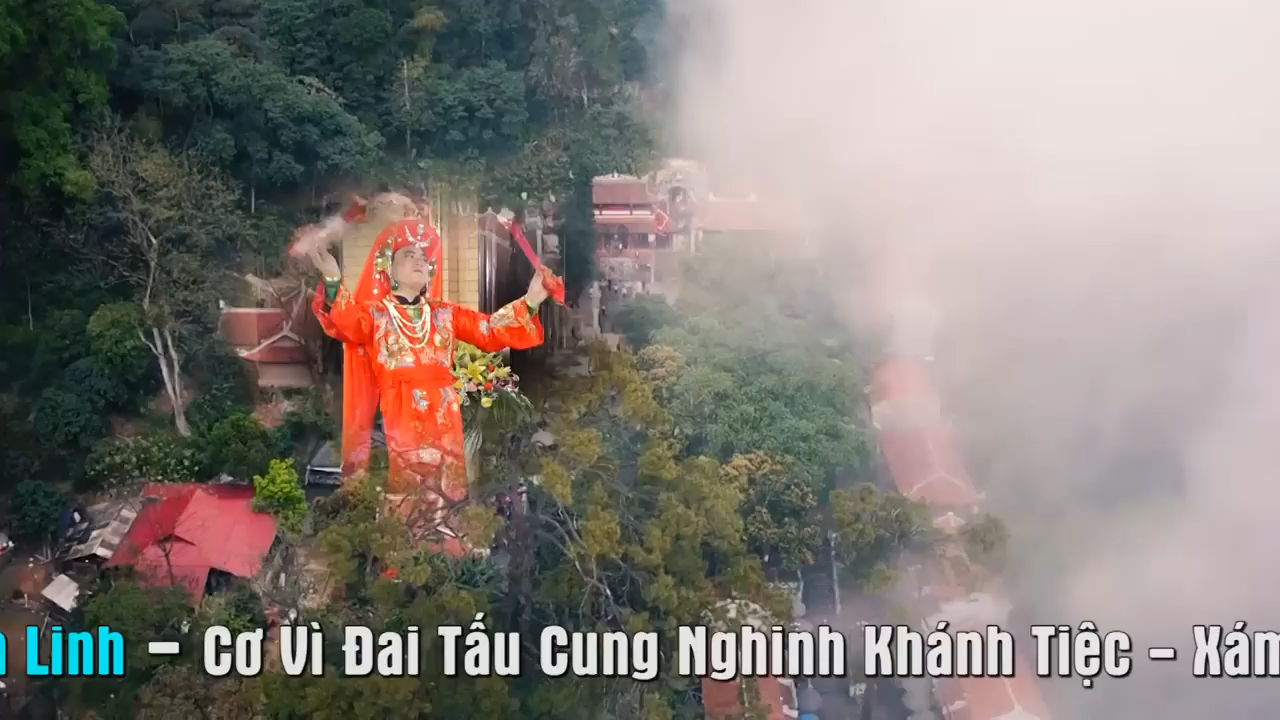 Linh – Cơ Vì Đai Tấu Cung Nghinh Khánh Tiệc – Xám